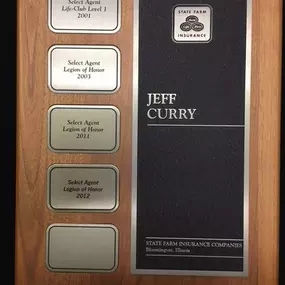 Select Agent
Life-Club Level 1
2001
Select Agent
Legion of Honor
2003
Select Agent
Legion of Honor
2011
Select Agent
Legion of Honor
2012
STATE FARM
INSURANCE
JEFF
CURRY
STATE FARM INSURANCE COMPANIES
Bloomington, Illinois